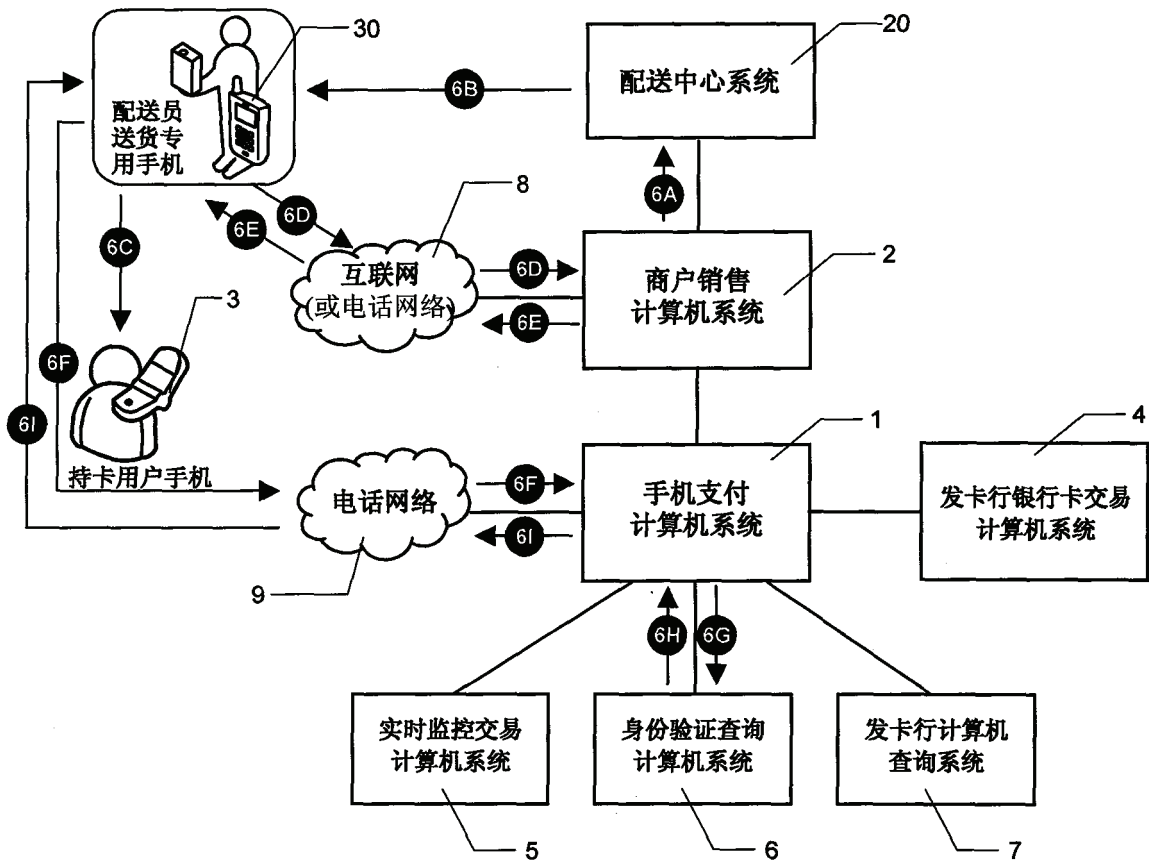 30
20
配送中心系统
6B
配送员
送货专
用手机
6A
8
6D
6E
2
6C
互联网
(或电话网络)
6D
商户销售
计算机系统
6E
3
6F
6I
1
4
持卡用户手机
电话网络
6F
手机支付
计算机系统
发卡行银行卡交易
计算机系统
6I
9
6H
6G
实时监控交易
计算机系统
身份验证查询
计算机系统
发卡行计算机
查询系统
5
6
7